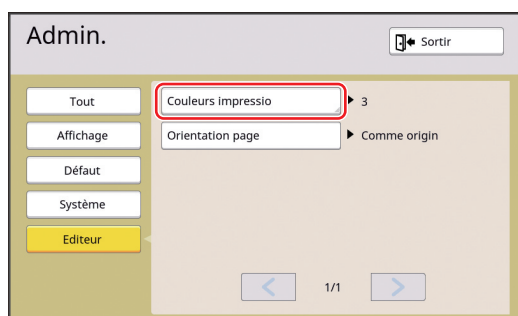 Admin.
Sortir
Tout
Couleurs impressio
3
Affichage
Orientation page
Comme origin
Défaut
Système
Editeur
1/1